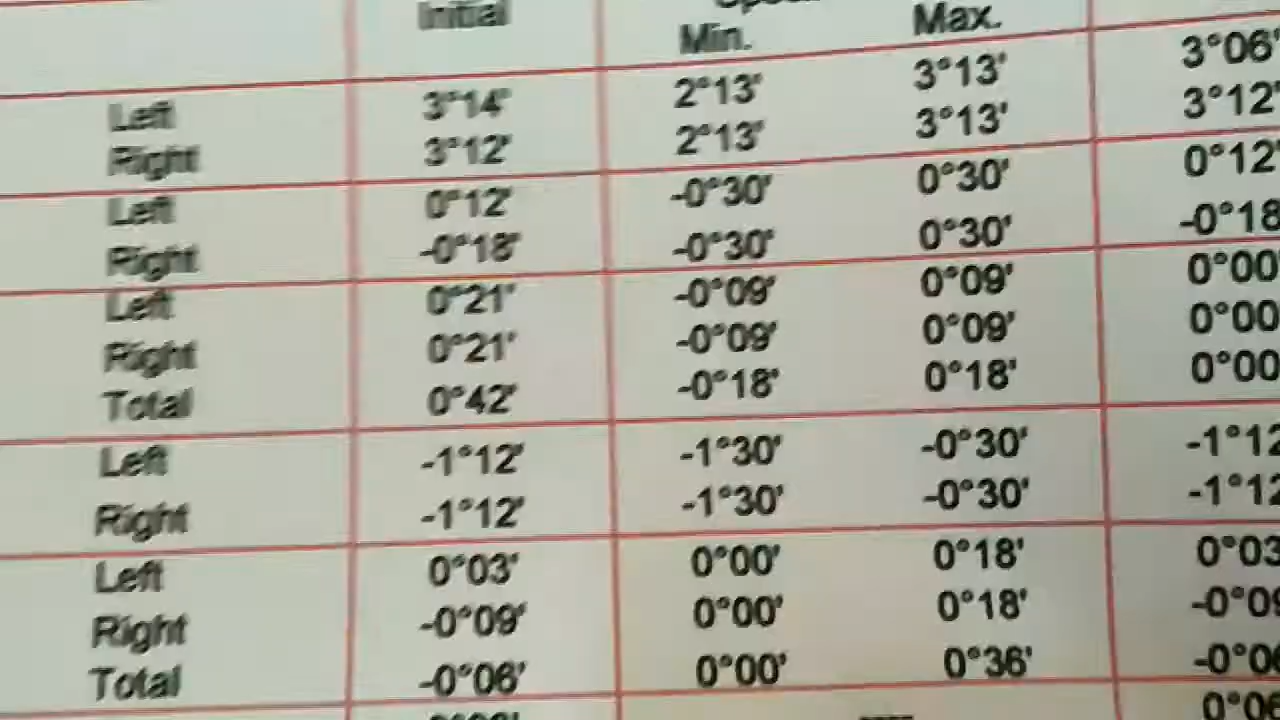 Initial Min. Max.
Left 3°14' 2°13' 3°13' 3°06'
Right 3°12' 2°13' 3°13' 3°12'
Left 0°12' -0°30' 0°30' 0°12'
Right -0°18' -0°30' 0°30' -0°18
Left 0°21' -0°09' 0°09' 0°00
Right 0°21' -0°09' 0°09' 0°00
Total 0°42' -0°18' 0°18' 0°00
Left -1°12' -1°30' -0°30' -1°12
Right -1°12' -1°30' -0°30' -1°12
Left 0°03' 0°00' 0°18' 0°03
Right -0°09' 0°00' 0°18' -0°09
Total -0°06' 0°00' 0°36' -0°06
0°06